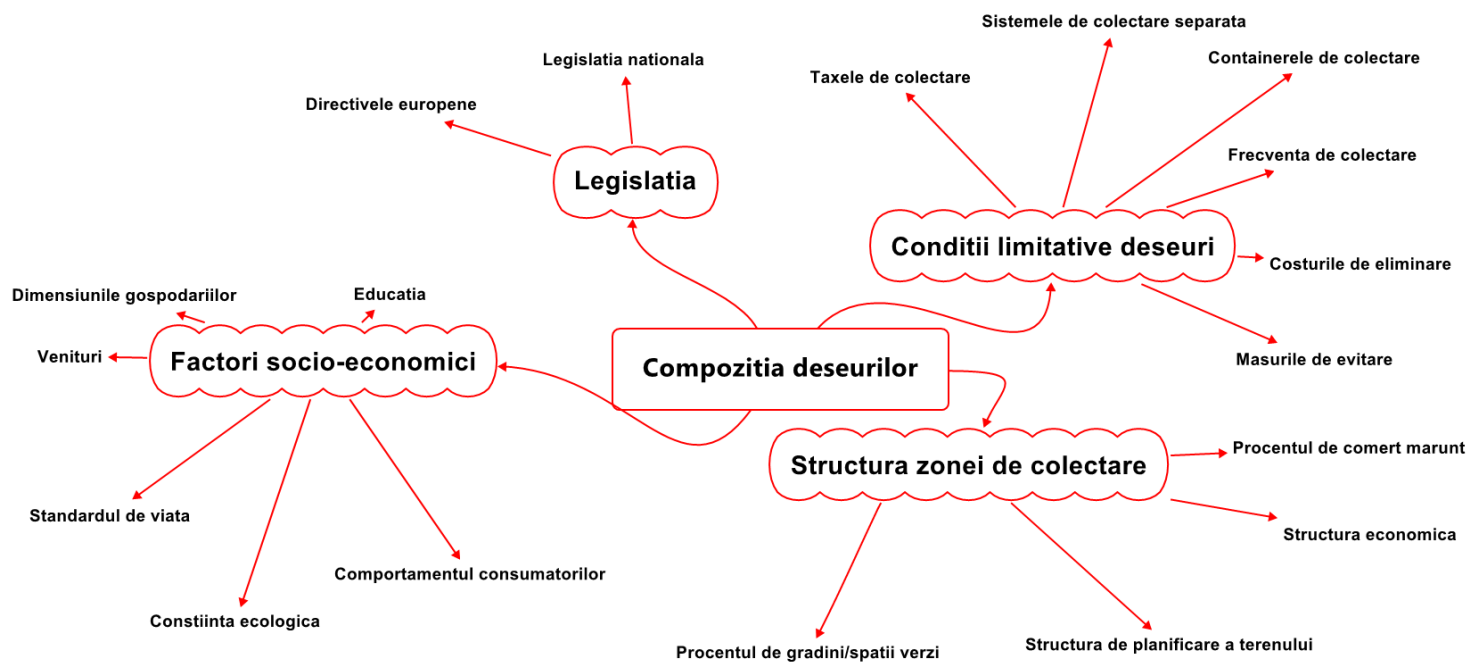 Sistemele de colectare separata
Containerele de colectare
Legislatia nationala
Taxele de colectare
Directivele europene
Frecventa de colectare
Legislatia
Conditii limitative deseuri
Costurile de eliminare
Dimensiunile gospodariilor
Educatia
Venituri
Factori socio-economici
Compozitia deseurilor
Masurile de evitare
Procentul de comert marunt
Structura zonei de colectare
Standardul de viata
Structura economica
Comportamentul consumatorilor
Constiinta ecologica
Structura de planificare a terenului
Procentul de gradini/spatii verzi